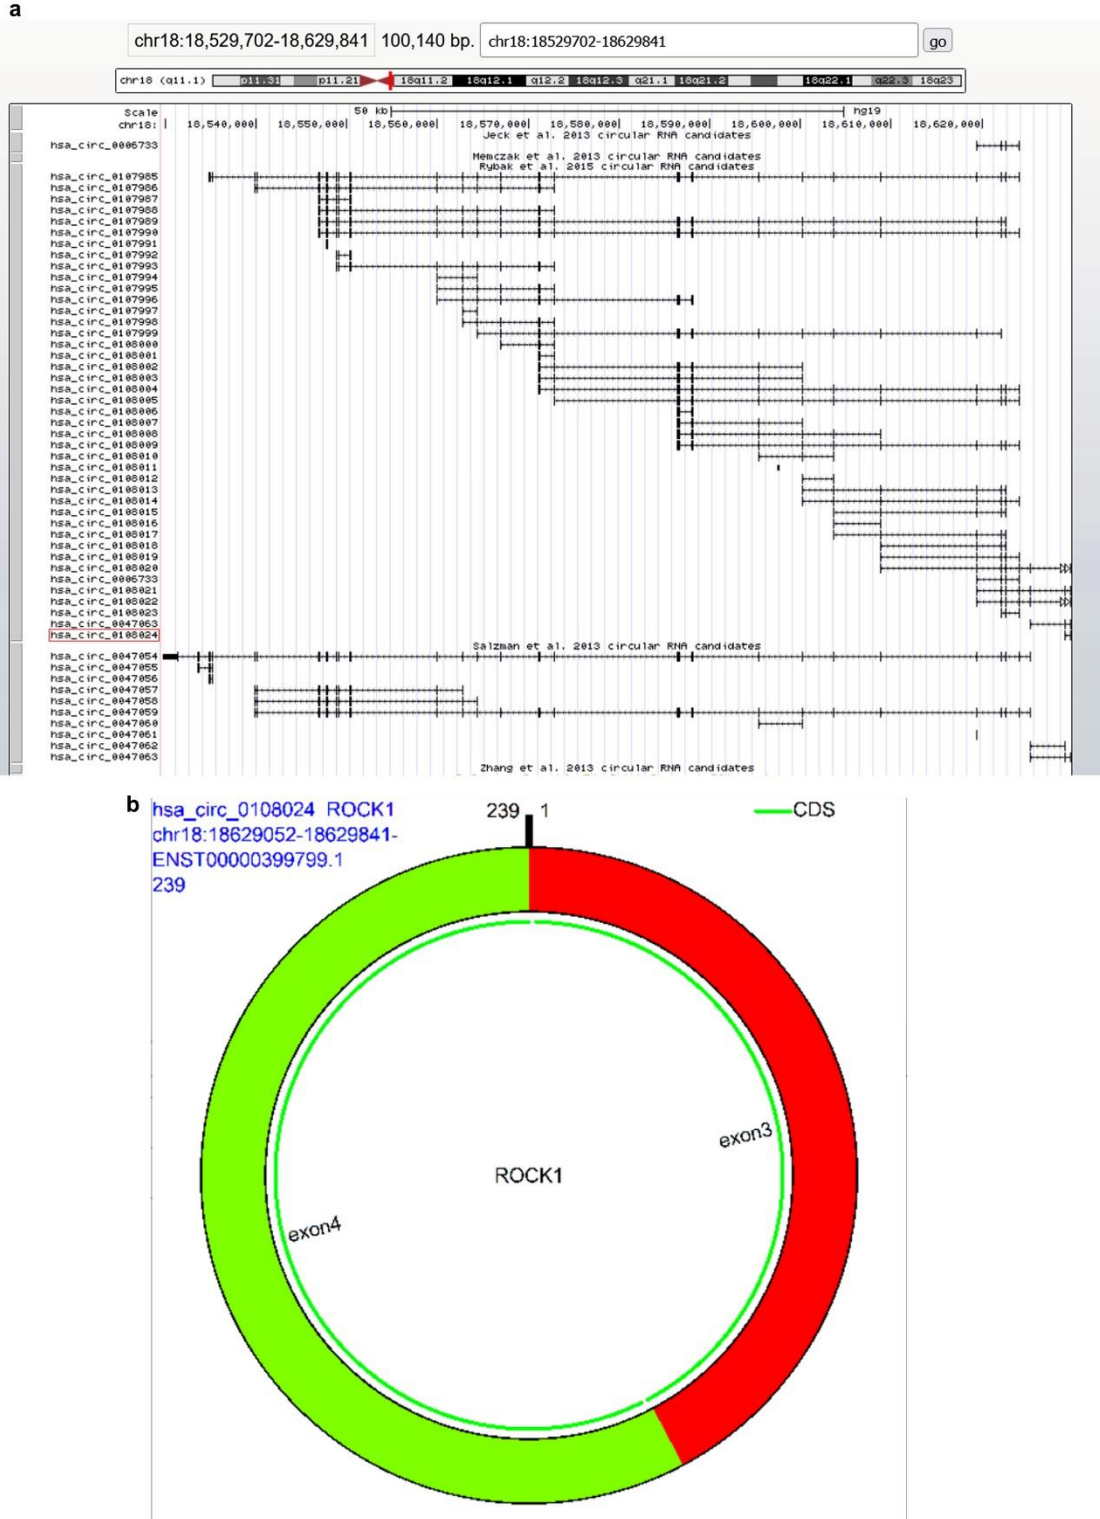 a
chr18:18,529,702-18,629,841 100,140 bp. chr18:18529702-18629841 go
chr18 (q11.1) p11.31 p11.21 18q11.2 18q12.1 q12.2 18q12.3 q21.1 18q21.2 18q22.1 q22.3 18q23
Scale 50 kb hg19
chr18: 18,540,000 18,550,000 18,560,000 18,570,000 18,580,000 18,590,000 18,600,000 18,610,000 18,620,000
Jeck et al. 2013 circular RNA candidates
hsa_circ_0006733
Memczak et al. 2013 circular RNA candidates
Rybak et al. 2015 circular RNA candidates
hsa_circ_0107985
hsa_circ_0107986
hsa_circ_0107987
hsa_circ_0107988
hsa_circ_0107989
hsa_circ_0107990
hsa_circ_0107991
hsa_circ_0107992
hsa_circ_0107993
hsa_circ_0107994
hsa_circ_0107995
hsa_circ_0107996
hsa_circ_0107997
hsa_circ_0107998
hsa_circ_0107999
hsa_circ_0108000
hsa_circ_0108001
hsa_circ_0108002
hsa_circ_0108003
hsa_circ_0108004
hsa_circ_0108005
hsa_circ_0108006
hsa_circ_0108007
hsa_circ_0108008
hsa_circ_0108009
hsa_circ_0108010
hsa_circ_0108011
hsa_circ_0108012
hsa_circ_0108013
hsa_circ_0108014
hsa_circ_0108015
hsa_circ_0108016
hsa_circ_0108017
hsa_circ_0108018
hsa_circ_0108019
hsa_circ_0108020
hsa_circ_0006733
hsa_circ_0108021
hsa_circ_0108022
hsa_circ_0108023
hsa_circ_0047063
hsa_circ_0108024
Salzman et al. 2013 circular RNA candidates
hsa_circ_0047054
hsa_circ_0047055
hsa_circ_0047056
hsa_circ_0047057
hsa_circ_0047058
hsa_circ_0047059
hsa_circ_0047060
hsa_circ_0047061
hsa_circ_0047062
hsa_circ_0047063
Zhang et al. 2013 circular RNA candidates
b
hsa_circ_0108024 ROCK1 239 1 CDS
chr18:18629052-18629841-
ENST00000399799.1
239
exon3
ROCK1
exon4